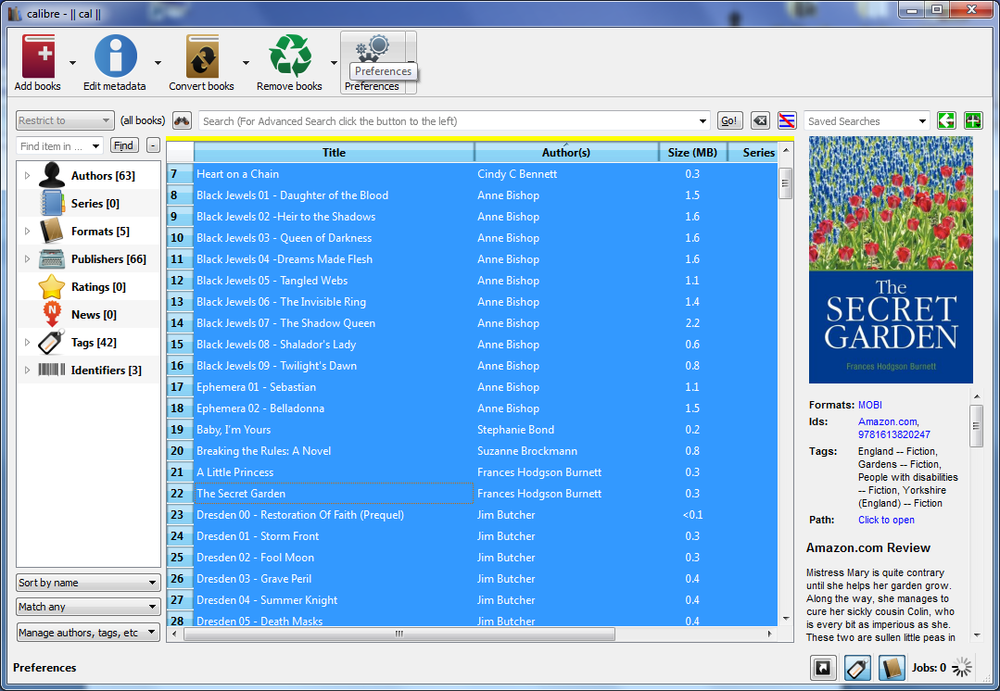 calibre - || cal ||
Add books
Edit metadata
Convert books
Remove books
Preferences
Preferences
Restrict to
(all books)
Search (For Advanced Search click the button to the left)
Go!
Saved Searches
Find item in ...
Find
-
Authors [63]
Series [0]
Formats [5]
Publishers [66]
Ratings [0]
N
News [0]
Tags [42]
Identifiers [3]
Sort by name
Match any
Manage authors, tags, etc
Title Author(s) Size (MB) Series
7 Heart on a Chain Cindy C Bennett 0.3
8 Black Jewels 01 - Daughter of the Blood Anne Bishop 1.5
9 Black Jewels 02 -Heir to the Shadows Anne Bishop 1.6
10 Black Jewels 03 - Queen of Darkness Anne Bishop 1.6
11 Black Jewels 04 -Dreams Made Flesh Anne Bishop 1.6
12 Black Jewels 05 - Tangled Webs Anne Bishop 1.1
13 Black Jewels 06 - The Invisible Ring Anne Bishop 1.4
14 Black Jewels 07 - The Shadow Queen Anne Bishop 2.2
15 Black Jewels 08 - Shalador's Lady Anne Bishop 0.6
16 Black Jewels 09 - Twilight's Dawn Anne Bishop 0.8
17 Ephemera 01 - Sebastian Anne Bishop 1.1
18 Ephemera 02 - Belladonna Anne Bishop 1.5
19 Baby, I'm Yours Stephanie Bond 0.2
20 Breaking the Rules: A Novel Suzanne Brockmann 0.8
21 A Little Princess Frances Hodgson Burnett 0.3
22 The Secret Garden Frances Hodgson Burnett 0.3
23 Dresden 00 - Restoration Of Faith (Prequel) Jim Butcher <0.1
24 Dresden 01 - Storm Front Jim Butcher 0.3
25 Dresden 02 - Fool Moon Jim Butcher 0.3
26 Dresden 03 - Grave Peril Jim Butcher 0.4
27 Dresden 04 - Summer Knight Jim Butcher 0.4
28 Dresden 05 - Death Masks Jim Butcher 0.4
The
SECRET
GARDEN
Frances Hodgson Burnett
Formats: MOBI
Ids: Amazon.com,
9781613820247
Tags: England -- Fiction,
Gardens -- Fiction,
People with disabilities
-- Fiction, Yorkshire
(England) -- Fiction
Path: Click to open
Amazon.com Review
Mistress Mary is quite contrary
until she helps her garden grow.
Along the way, she manages to
cure her sickly cousin Colin, who
is every bit as imperious as she.
These two are sullen little peas in
Preferences
Jobs: 0